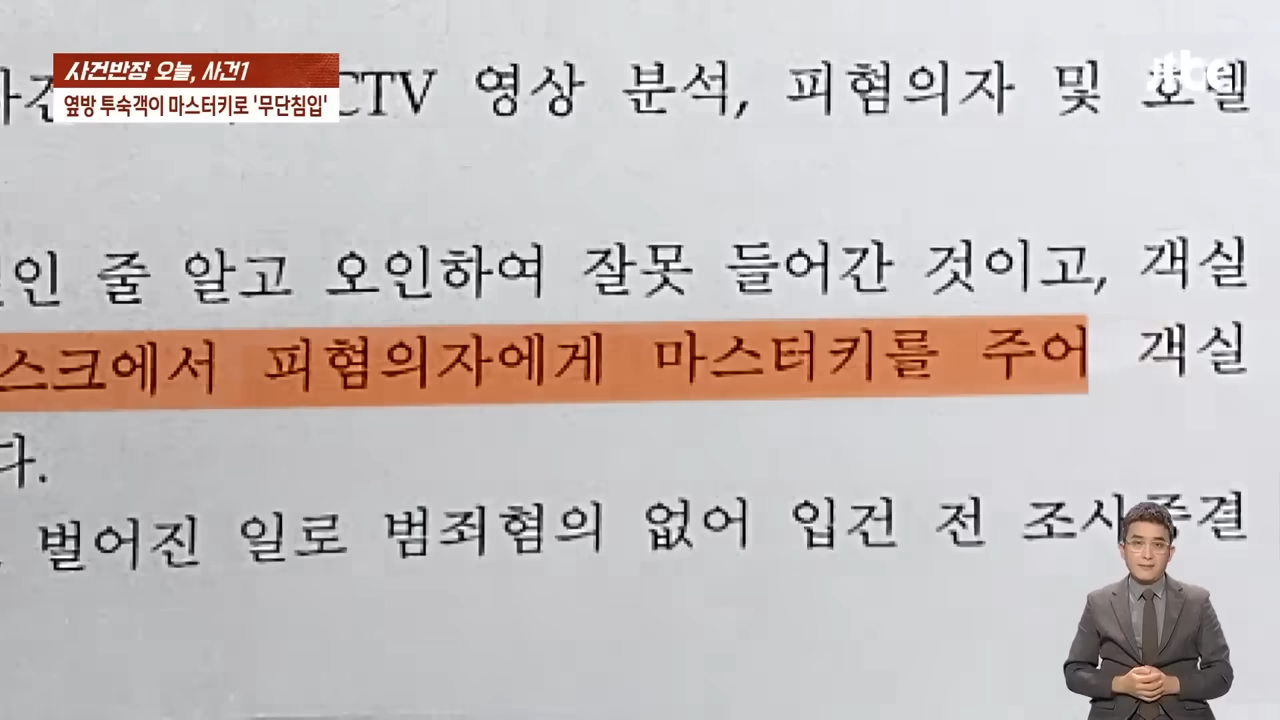 사건반장 오늘, 사건1
옆방 투숙객이 마스터키로 '무단침입'
jtbc
CTV 영상 분석, 피혐의자 및 호텔
인 줄 알고 오인하여 잘못 들어간 것이고, 객실
스크에서 피혐의자에게 마스터키를 주어 객실
다.
벌어진 일로 범죄혐의 없어 입건 전 조사종결